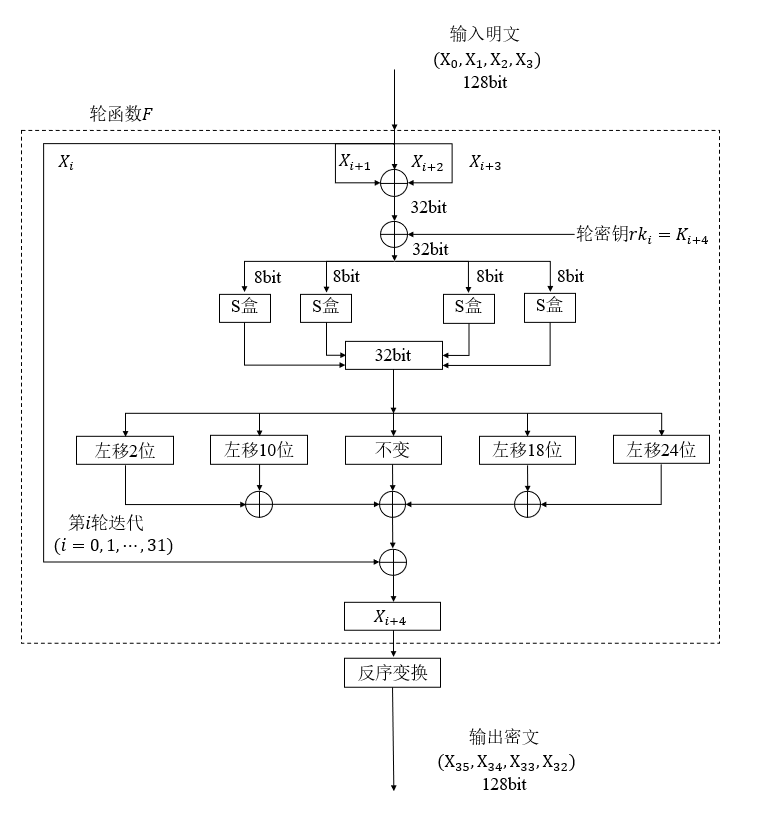 输入明文
(X₀, X₁, X₂, X₃)
128bit
轮函数F
Xᵢ
Xᵢ₊₁
Xᵢ₊₂
Xᵢ₊₃
32bit
轮密钥rkᵢ = Kᵢ₊₄
32bit
8bit
8bit
8bit
8bit
S盒
S盒
S盒
S盒
32bit
左移2位
左移10位
不变
左移18位
左移24位
第i轮迭代
(i = 0, 1, ⋯, 31)
Xᵢ₊₄
反序变换
输出密文
(X₃₅, X₃₄, X₃₃, X₃₂)
128bit